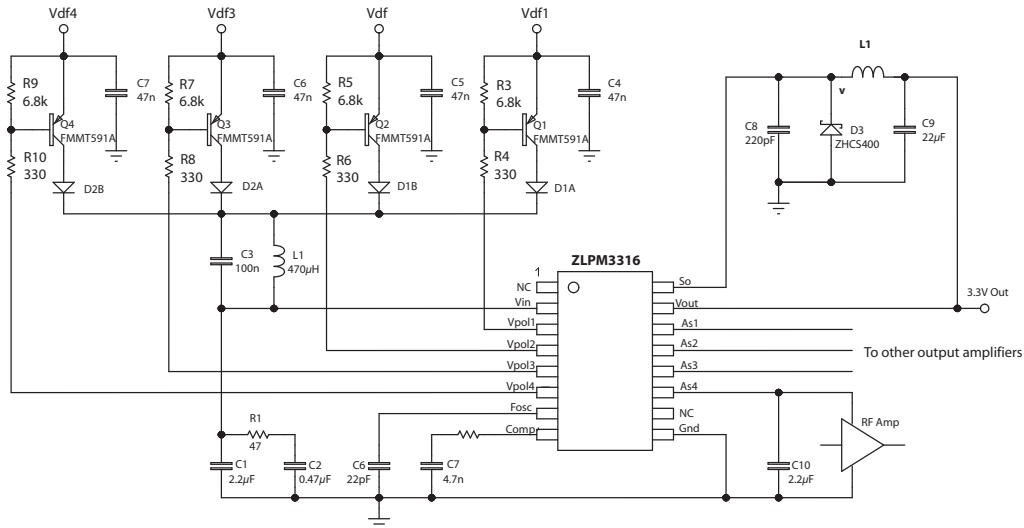 Vdf4
Vdf3
Vdf
Vdf1
R9
6.8k
C7
47n
R7
6.8k
C6
47n
R5
6.8k
C5
47n
R3
6.8k
C4
47n
Q4
FMMT591A
Q3
FMMT591A
Q2
FMMT591A
Q1
FMMT591A
R10
330
R8
330
R6
330
R4
330
D2B
D2A
D1B
D1A
L1
v
C8
220pF
D3
ZHCS400
C9
22µF
C3
100n
L1
470µH
ZLPM3316
1
NC
Vin
Vpol1
Vpol2
Vpol3
Vpol4
Fosc
Comp
So
Vout
As1
As2
As3
As4
NC
Gnd
3.3V Out
To other output amplifiers
RF Amp
R1
47
C1
2.2µF
C2
0.47µF
C6
22pF
C7
4.7n
C10
2.2µF